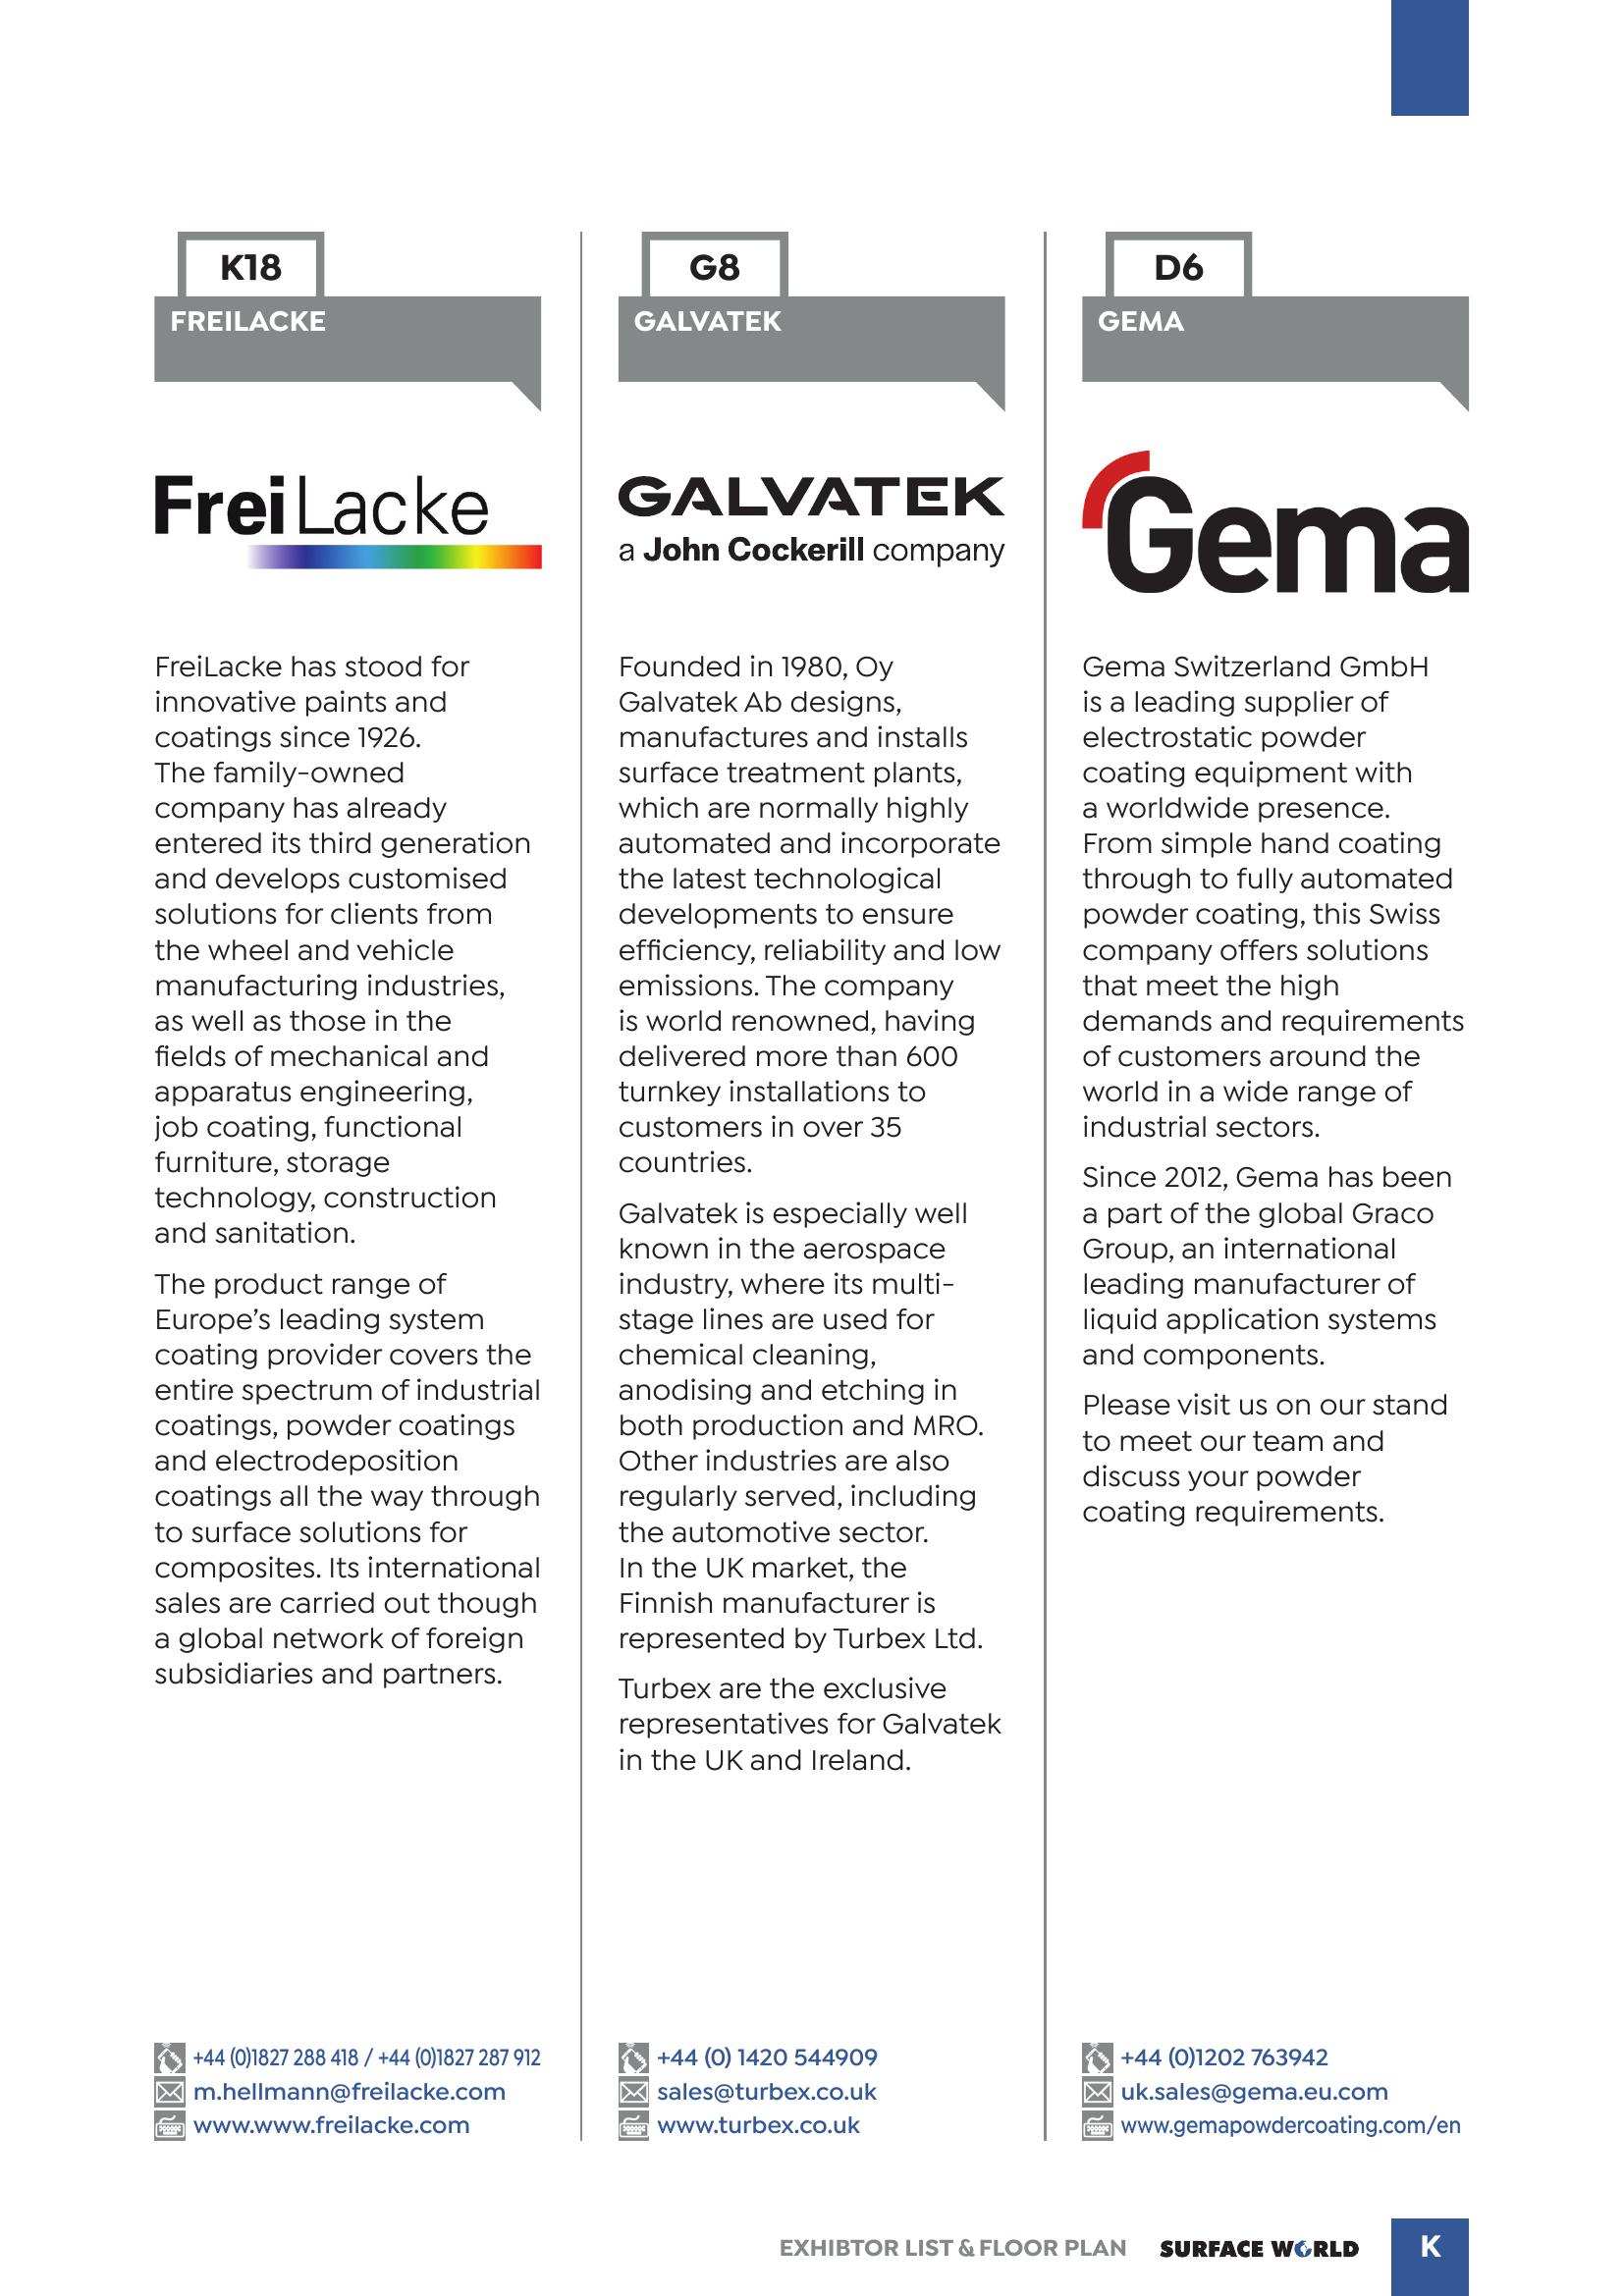 K18
FREILACKE
FreiLacke
FreiLacke has stood for
innovative paints and
coatings since 1926.
The family-owned
company has already
entered its third generation
and develops customised
solutions for clients from
the wheel and vehicle
manufacturing industries,
as well as those in the
fields of mechanical and
apparatus engineering,
job coating, functional
furniture, storage
technology, construction
and sanitation.
The product range of
Europe's leading system
coating provider covers the
entire spectrum of industrial
coatings, powder coatings
and electrodeposition
coatings all the way through
to surface solutions for
composites. Its international
sales are carried out though
a global network of foreign
subsidiaries and partners.
+44 (0)1827 288 418 / +44 (0)1827 287 912
m.hellmann@freilacke.com
www.www.freilacke.com
G8
GALVATEK
GALVATEK
a John Cockerill company
Founded in 1980, Oy
Galvatek Ab designs,
manufactures and installs
surface treatment plants,
which are normally highly
automated and incorporate
the latest technological
developments to ensure
efficiency, reliability and low
emissions. The company
is world renowned, having
delivered more than 600
turnkey installations to
customers in over 35
countries.
Galvatek is especially well
known in the aerospace
industry, where its multi-
stage lines are used for
chemical cleaning,
anodising and etching in
both production and MRO.
Other industries are also
regularly served, including
the automotive sector.
In the UK market, the
Finnish manufacturer is
represented by Turbex Ltd.
Turbex are the exclusive
representatives for Galvatek
in the UK and Ireland.
+44 (0) 1420 544909
sales@turbex.co.uk
www.turbex.co.uk
D6
GEMA
Gema
Gema Switzerland GmbH
is a leading supplier of
electrostatic powder
coating equipment with
a worldwide presence.
From simple hand coating
through to fully automated
powder coating, this Swiss
company offers solutions
that meet the high
demands and requirements
of customers around the
world in a wide range of
industrial sectors.
Since 2012, Gema has been
a part of the global Graco
Group, an international
leading manufacturer of
liquid application systems
and components.
Please visit us on our stand
to meet our team and
discuss your powder
coating requirements.
+44 (0)1202 763942
uk.sales@gema.eu.com
www.gemapowdercoating.com/en
EXHIBTOR LIST & FLOOR PLAN SURFACE WORLD K